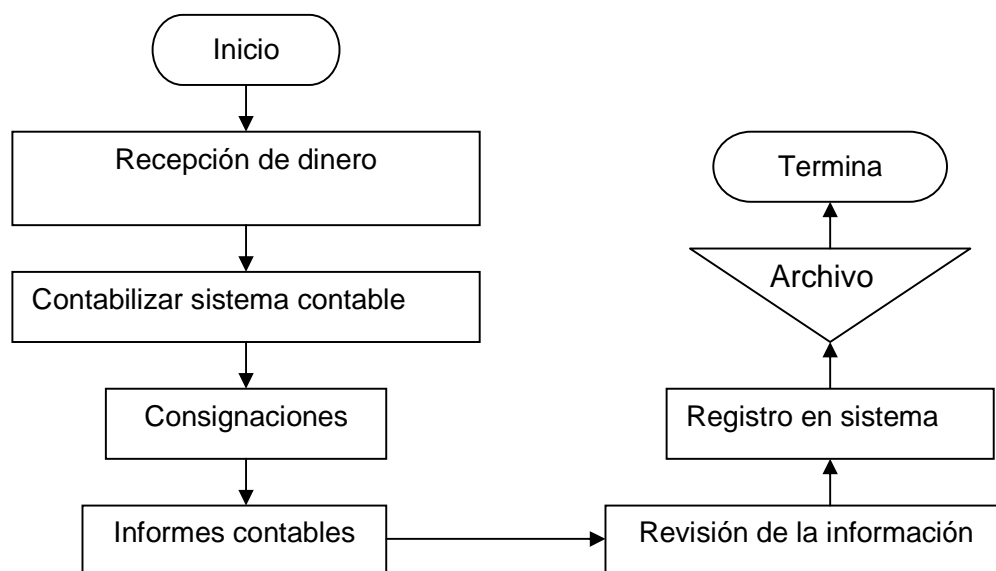 Inicio
Recepción de dinero
Contabilizar sistema contable
Consignaciones
Informes contables
Revisión de la información
Registro en sistema
Archivo
Termina